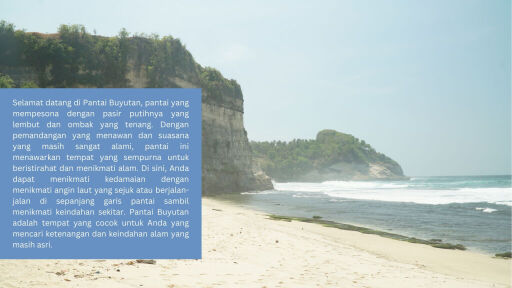 Selamat datang di Pantai Buyutan, pantai yang
mempesona dengan pasir putihnya yang
lembut dan ombak yang tenang. Dengan
pemandangan yang menawan dan suasana
yang masih sangat alami, pantai ini
menawarkan tempat yang sempurna untuk
beristirahat dan menikmati alam. Di sini, Anda
dapat menikmati kedamaian dengan
menikmati angin laut yang sejuk atau berjalan-
jalan di sepanjang garis pantai sambil
menikmati keindahan sekitar. Pantai Buyutan
adalah tempat yang cocok untuk Anda yang
mencari ketenangan dan keindahan alam yang
masih asri.